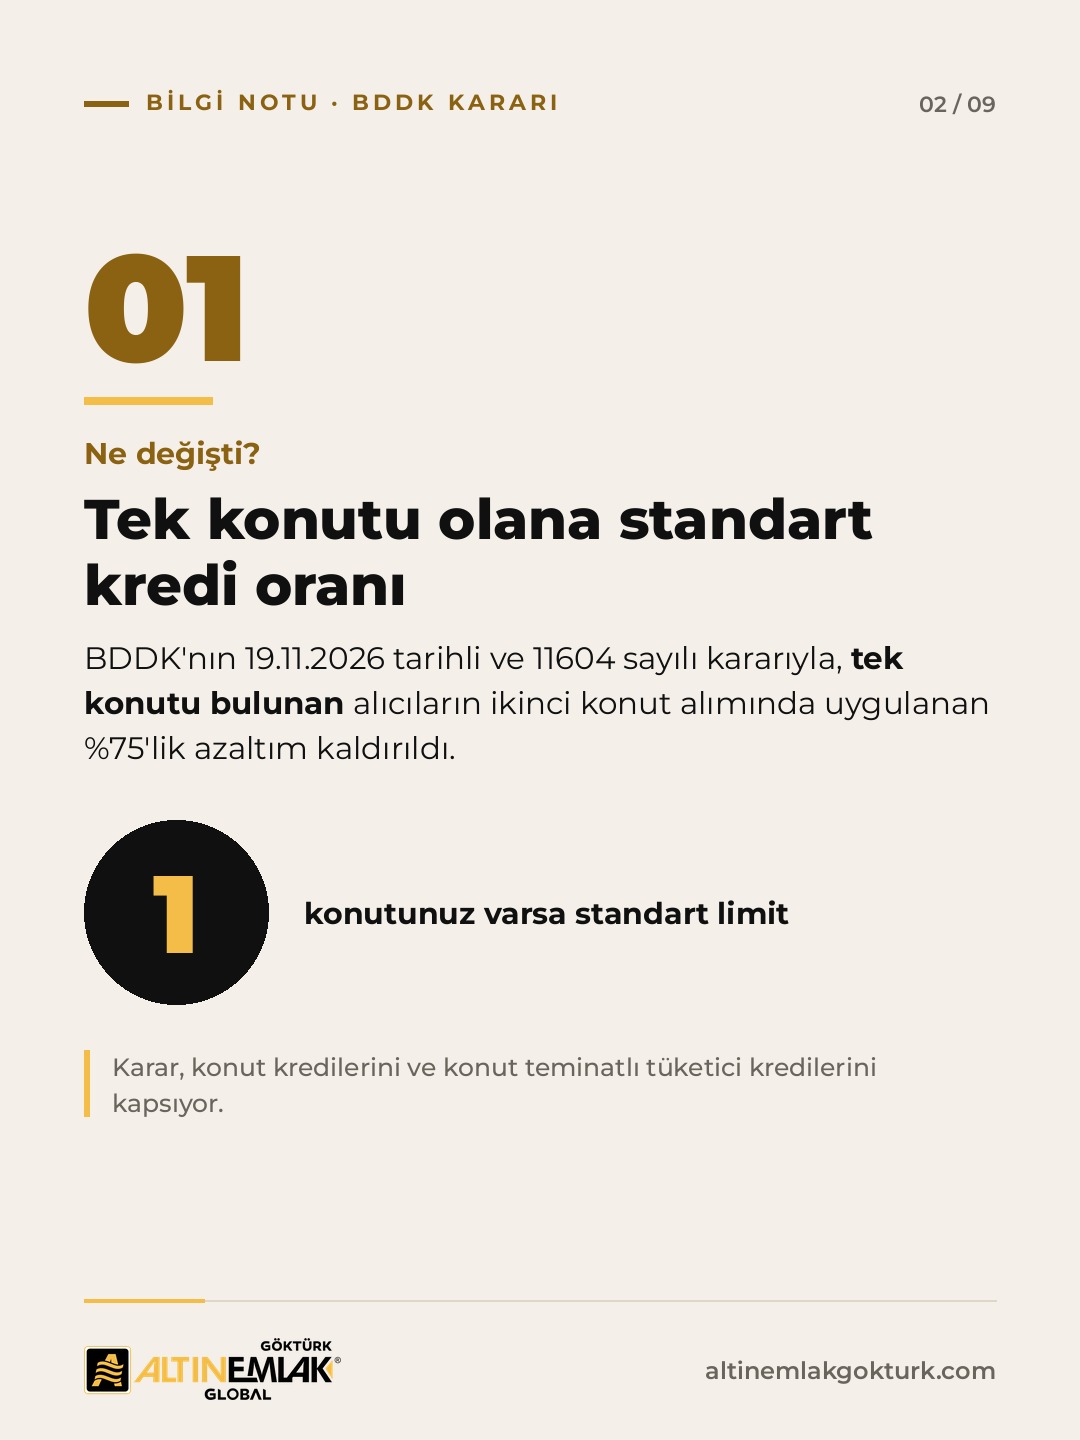 BİLGİ NOTU · BDDK KARARI
02 / 09
01
Ne değişti?
Tek konutu olana standart
kredi oranı
BDDK'nın 19.11.2026 tarihli ve 11604 sayılı kararıyla, tek
konutu bulunan alıcıların ikinci konut alımında uygulanan
%75'lik azaltım kaldırıldı.
1
konutunuz varsa standart limit
Karar, konut kredilerini ve konut teminatlı tüketici kredilerini
kapsıyor.
GÖKTÜRK
ALTINEMLAK®
GLOBAL
altinemlakgokturk.com